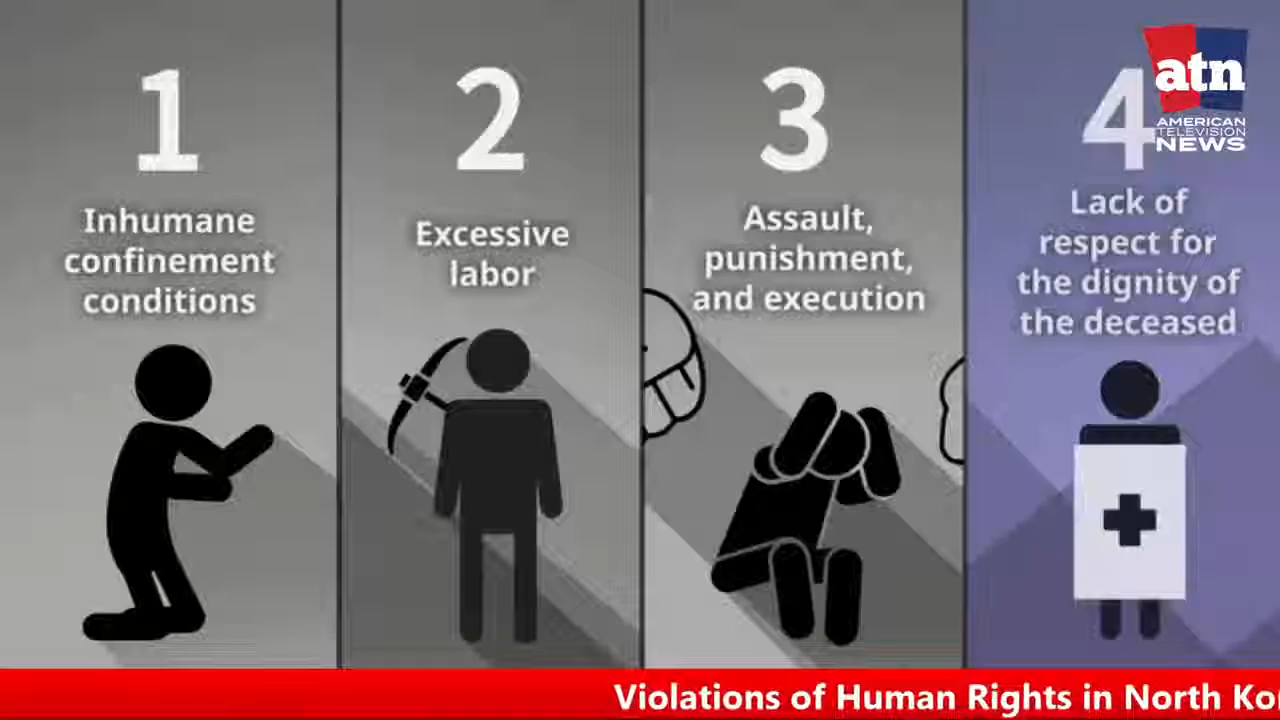 1
Inhumane
confinement
conditions
2
Excessive
labor
3
Assault,
punishment,
and execution
4
Lack of
respect for
the dignity of
the deceased
atn
AMERICAN
TELEVISION
NEWS
Violations of Human Rights in North Ko